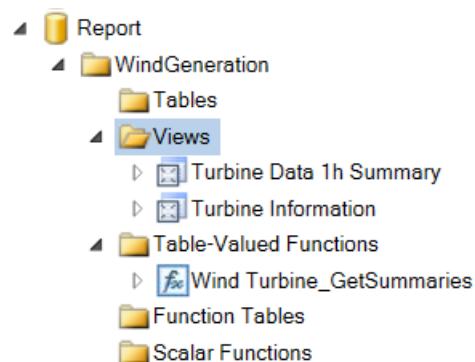 Report
WindGeneration
Tables
Views
Turbine Data 1h Summary
Turbine Information
Table-Valued Functions
fx Wind Turbine_GetSummaries
Function Tables
Scalar Functions